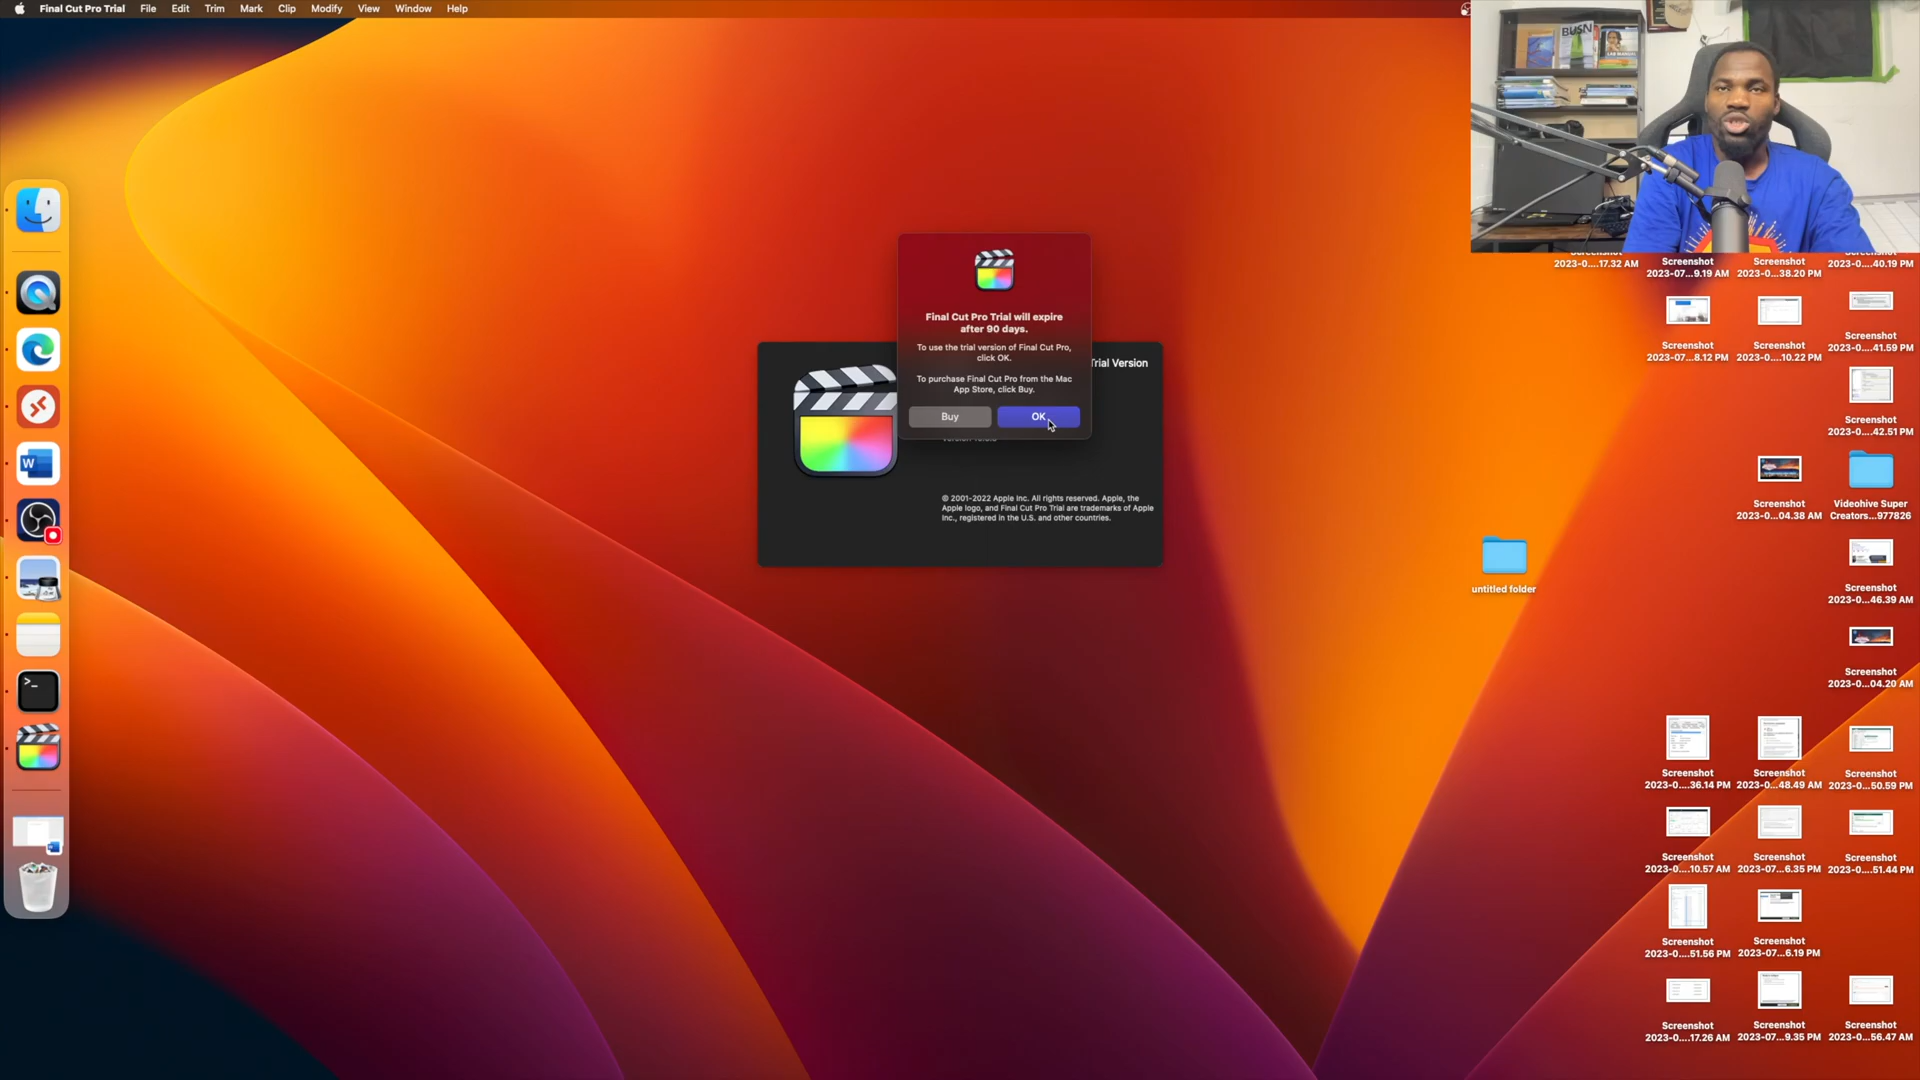 Final Cut Pro Trial File Edit Trim Mark Clip Modify View Window Help
BUSN
LAB MANUAL
Final Cut Pro Trial will expire
after 90 days.
To use the trial version of Final Cut Pro,
click OK.
To purchase Final Cut Pro from the Mac
App Store, click Buy.
Buy OK
Trial Version
© 2001-2022 Apple Inc. All rights reserved. Apple, the
Apple logo, and Final Cut Pro Trial are trademarks of Apple
Inc., registered in the U.S. and other countries.
2023-0....17.32 AM
Screenshot
2023-07...9.19 AM
Screenshot
2023-0...38.20 PM
2023-0...40.19 PM
Screenshot
2023-07...8.12 PM
Screenshot
2023-0....10.22 PM
Screenshot
2023-0...41.59 PM
Screenshot
2023-0...42.51 PM
Screenshot
2023-0...04.38 AM
Videohive Super
Creators...977826
untitled folder
Screenshot
2023-0...46.39 AM
Screenshot
2023-0...04.20 AM
Screenshot
2023-0....36.14 PM
Screenshot
2023-0...48.49 AM
Screenshot
2023-0...50.59 PM
Screenshot
2023-0....10.57 AM
Screenshot
2023-07...6.35 PM
Screenshot
2023-0....51.44 PM
Screenshot
2023-0....51.56 PM
Screenshot
2023-07...6.19 PM
Screenshot
2023-0....17.26 AM
Screenshot
2023-07...9.35 PM
Screenshot
2023-0...56.47 AM